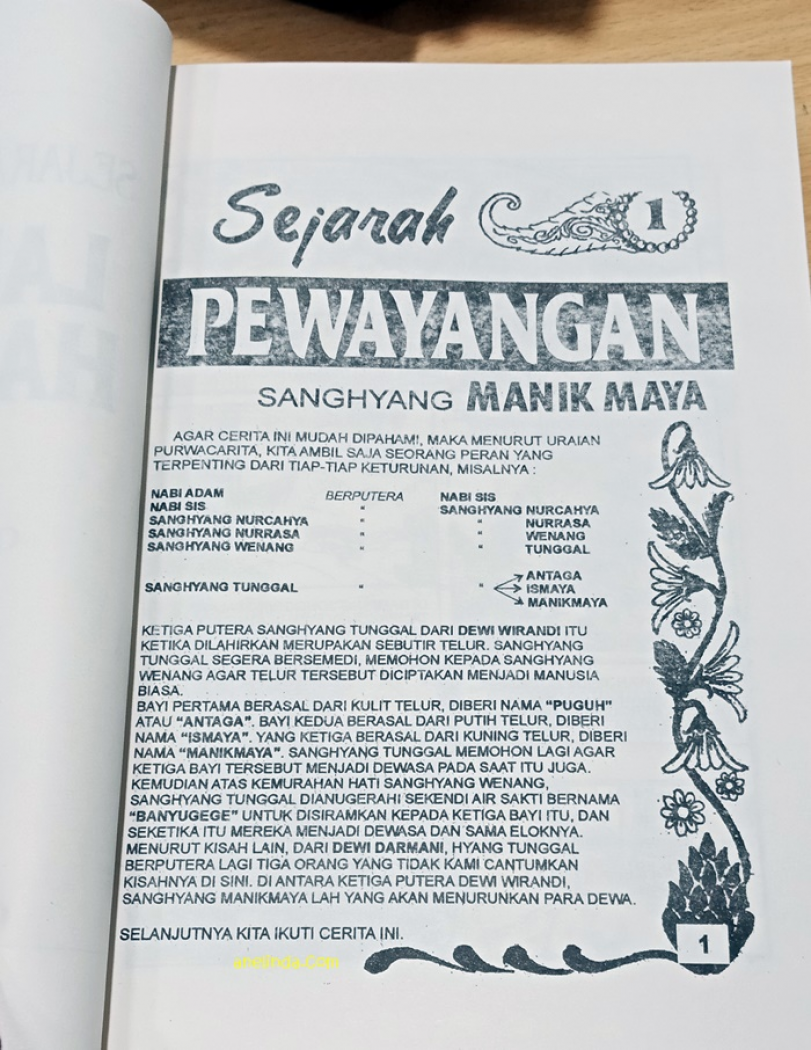 Sejarah 1
PEWAYANGAN
SANGHYANG MANIK MAYA
AGAR CERITA INI MUDAH DIPAHAMI, MAKA MENURUT URAIAN
PURWACARITA, KITA AMBIL SAJA SEORANG PERAN YANG
TERPENTING DARI TIAP-TIAP KETURUNAN, MISALNYA :
NABI ADAM BERPUTERA NABI SIS
NABI SIS " SANGHYANG NURCAHYA
SANGHYANG NURCAHYA " " NURRASA
SANGHYANG NURRASA " " WENANG
SANGHYANG WENANG " " TUNGGAL
ANTAGA
SANGHYANG TUNGGAL " " ISMAYA
MANIKMAYA
KETIGA PUTERA SANGHYANG TUNGGAL DARI DEWI WIRANDI ITU
KETIKA DILAHIRKAN MERUPAKAN SEBUTIR TELUR. SANGHYANG
TUNGGAL SEGERA BERSEMEDI, MEMOHON KEPADA SANGHYANG
WENANG AGAR TELUR TERSEBUT DICIPTAKAN MENJADI MANUSIA
BIASA.
BAYI PERTAMA BERASAL DARI KULIT TELUR, DIBERI NAMA "PUGUH"
ATAU "ANTAGA". BAYI KEDUA BERASAL DARI PUTIH TELUR, DIBERI
NAMA "ISMAYA". YANG KETIGA BERASAL DARI KUNING TELUR, DIBERI
NAMA "MANIKMAYA". SANGHYANG TUNGGAL MEMOHON LAGI AGAR
KETIGA BAYI TERSEBUT MENJADI DEWASA PADA SAAT ITU JUGA.
KEMUDIAN ATAS KEMURAHAN HATI SANGHYANG WENANG,
SANGHYANG TUNGGAL DIANUGERAHI SEKENDI AIR SAKTI BERNAMA
"BANYUGEGE" UNTUK DISIRAMKAN KEPADA KETIGA BAYI ITU, DAN
SEKETIKA ITU MEREKA MENJADI DEWASA DAN SAMA ELOKNYA.
MENURUT KISAH LAIN, DARI DEWI DARMANI, HYANG TUNGGAL
BERPUTERA LAGI TIGA ORANG YANG TIDAK KAMI CANTUMKAN
KISAHNYA DI SINI. DI ANTARA KETIGA PUTERA DEWI WIRANDI,
SANGHYANG MANIKMAYA LAH YANG AKAN MENURUNKAN PARA DEWA.
SELANJUTNYA KITA IKUTI CERITA INI.
1